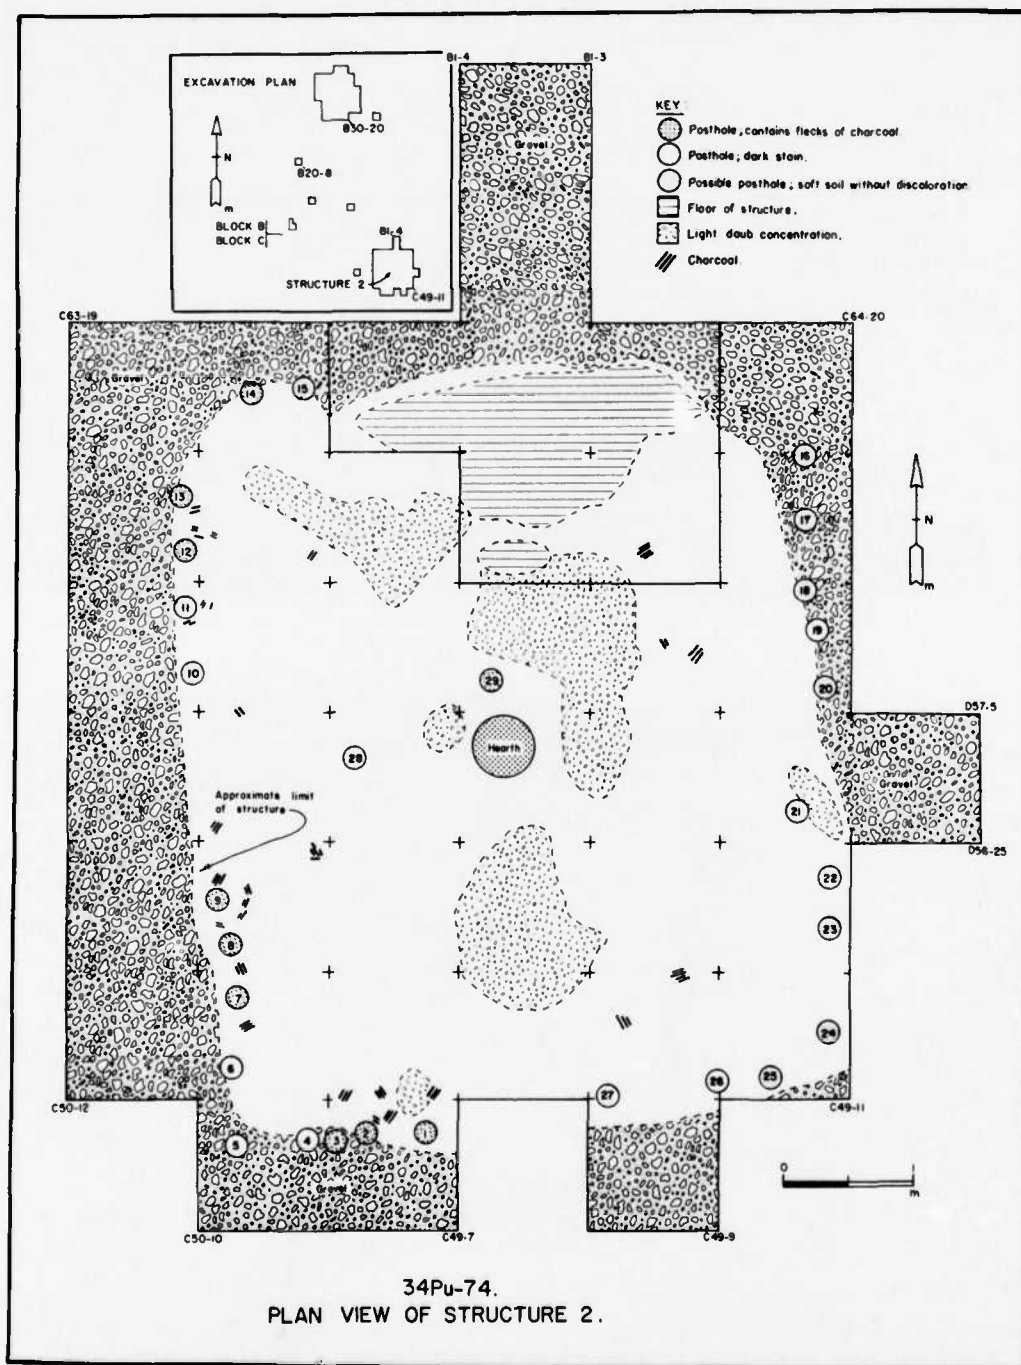 B1-4
B1-3
EXCAVATION PLAN
B30-20
N
B20-8
m
BLOCK B
BLOCK C
B1-4
STRUCTURE 2
C49-11
Gravel
KEY
Posthole, contains flecks of charcoal.
Posthole; dark stain.
Possible posthole; soft soil without discoloration.
Floor of structure.
Light daub concentration.
Charcoal.
C63-19
C64-20
Gravel
14
15
16
13
17
N
12
m
18
11
19
10
29
20
D57-5
Hearth
28
Gravel
Approximate limit
of structure
21
D56-25
22
9
23
8
7
24
6
25
26
27
C50-12
C49-11
5
4
3
2
1
0
1
m
Gravel
C50-10
C49-7
C49-9
34Pu-74.
PLAN VIEW OF STRUCTURE 2.